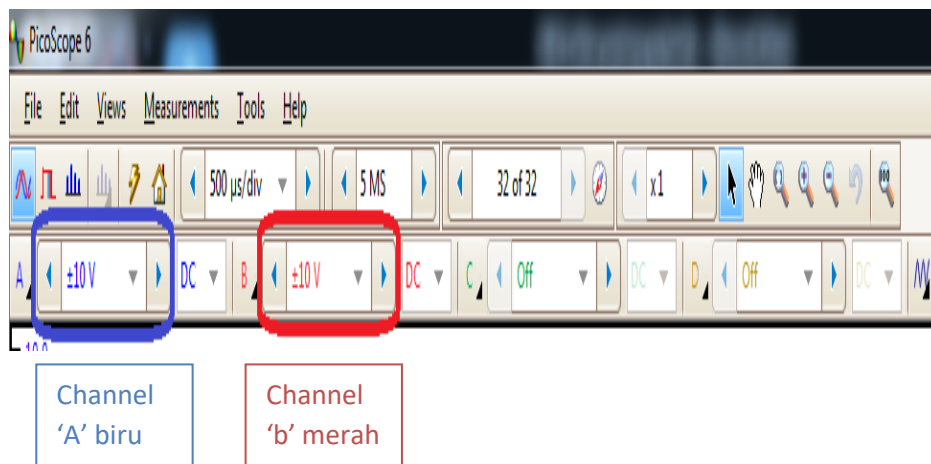 PicoScope 6
File Edit Views Measurements Tools Help
500 µs/div 5 MS 32 of 32 x1
A ±10 V DC B ±10 V DC C Off DC D Off DC
Channel
‘A’ biru
Channel
‘b’ merah